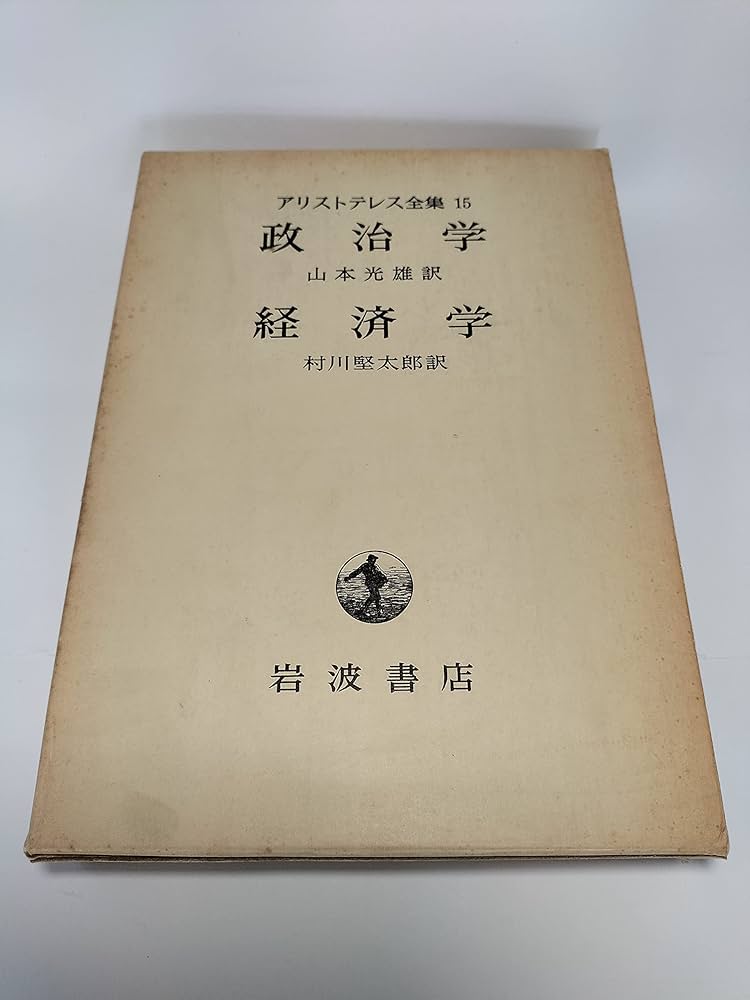 アリストテレス全集 15
政治学
山本光雄訳
経済学
村川堅太郎訳
岩波書店